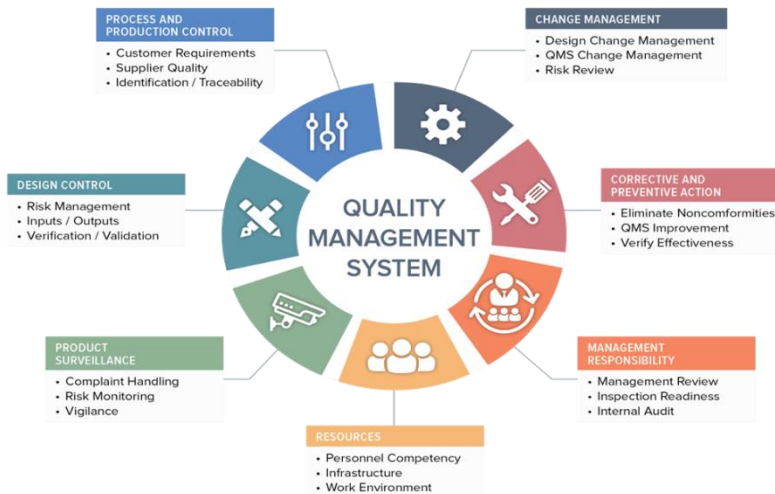 PROCESS AND
PRODUCTION CONTROL
• Customer Requirements
• Supplier Quality
• Identification / Traceability
CHANGE MANAGEMENT
• Design Change Management
• QMS Change Management
• Risk Review
DESIGN CONTROL
• Risk Management
• Inputs / Outputs
• Verification / Validation
QUALITY
MANAGEMENT
SYSTEM
CORRECTIVE AND
PREVENTIVE ACTION
• Eliminate Noncomformities
• QMS Improvement
• Verify Effectiveness
PRODUCT
SURVEILLANCE
• Complaint Handling
• Risk Monitoring
• Vigilance
MANAGEMENT
RESPONSIBILITY
• Management Review
• Inspection Readiness
• Internal Audit
RESOURCES
• Personnel Competency
• Infrastructure
• Work Environment